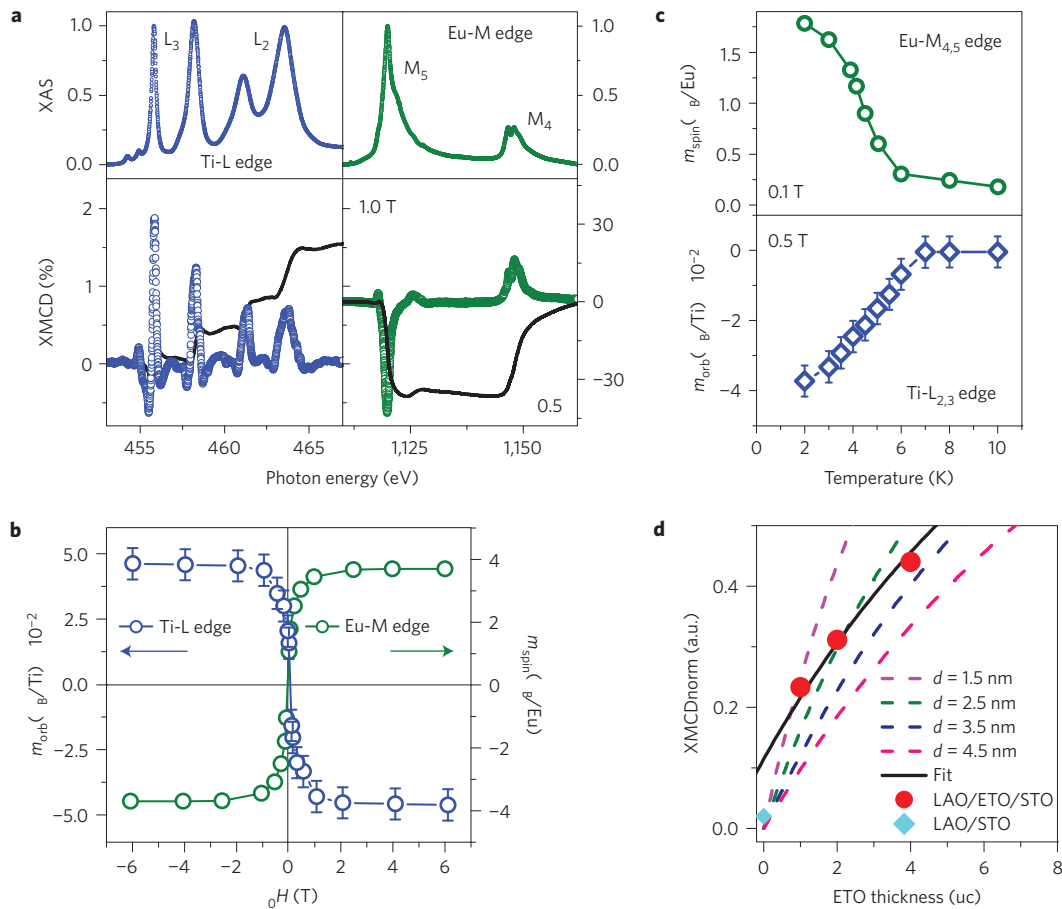 a
XAS
1.0
0.5
0.0
L3
L2
Ti-L edge
Eu-M edge
M5
M4
1.0
0.5
0.0
XMCD (%)
2
1
0
1.0 T
0.5
30
0
−30
455
460
465
1,125
1,150
Photon energy (eV)
b
5.0
2.5
0.0
−2.5
−5.0
morb( B/Ti) 10−2
Ti-L edge
Eu-M edge
4
2
0
−2
−4
mspin( B/Eu)
−6
−4
−2
0
2
4
6
0H (T)
c
mspin( B/Eu)
1.8
1.2
0.5
0.0
Eu-M4,5 edge
0.1 T
morb( B/Ti) 10−2
0
−2
−4
0.5 T
Ti-L2,3 edge
0
1
2
3
4
5
6
7
8
9
10
Temperature (K)
d
XMCDnorm (a.u.)
0.4
0.2
0.0
d = 1.5 nm
d = 2.5 nm
d = 3.5 nm
d = 4.5 nm
Fit
LAO/ETO/STO
LAO/STO
0
2
4
6
8
ETO thickness (uc)